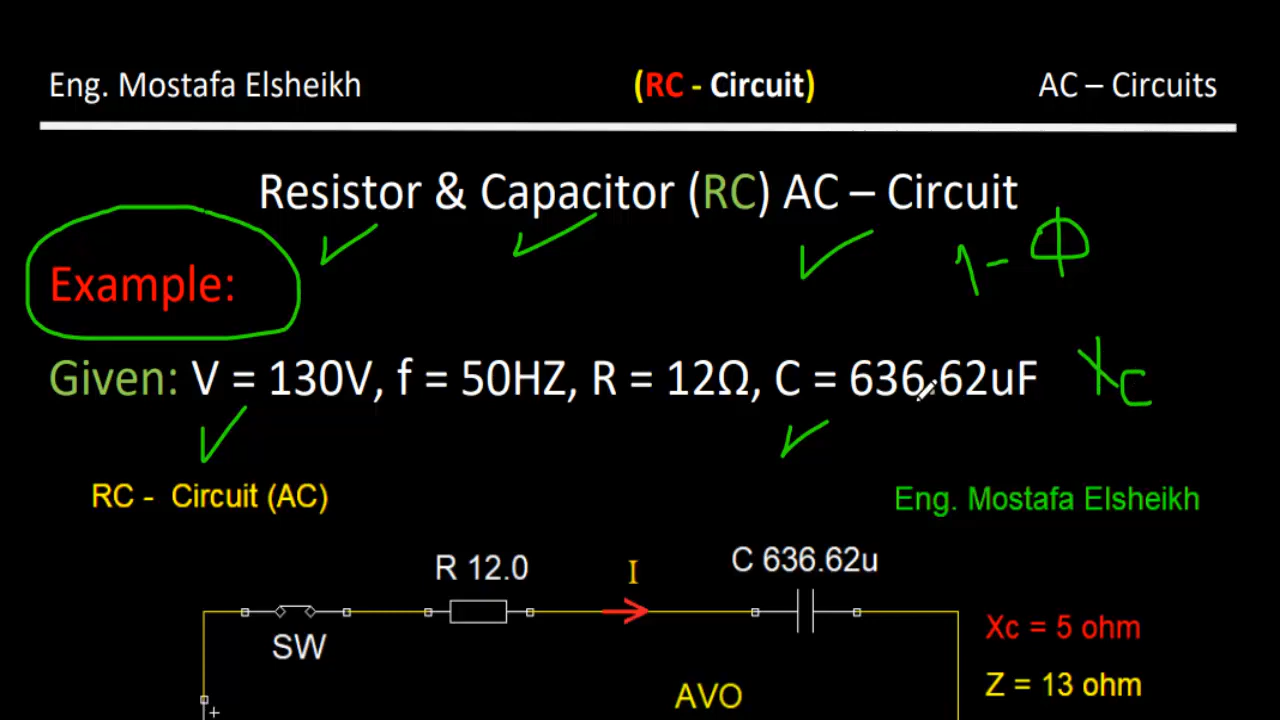 Eng. Mostafa Elsheikh (RC - Circuit) AC – Circuits
Resistor & Capacitor (RC) AC – Circuit
1-Φ
Example:
Given: V = 130V, f = 50HZ, R = 12Ω, C = 636.62uF Xc
RC - Circuit (AC) Eng. Mostafa Elsheikh
R 12.0 I C 636.62u
SW Xc = 5 ohm
AVO Z = 13 ohm
+